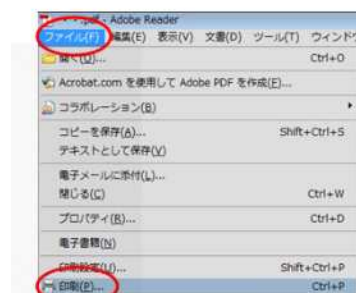 .pdf - Adobe Reader
ファイル(F) 編集(E) 表示(V) 文書(D) ツール(T) ウィンドウ
開く(O)... Ctrl+O
Acrobat.com を使用して Adobe PDF を作成(E)...
コラボレーション(B)
コピーを保存(A)... Shift+Ctrl+S
テキストとして保存(V)
電子メールに添付(L)...
閉じる(C) Ctrl+W
プロパティ(R)... Ctrl+D
電子書籍(N)
印刷設定(U)... Shift+Ctrl+P
印刷(P)... Ctrl+P